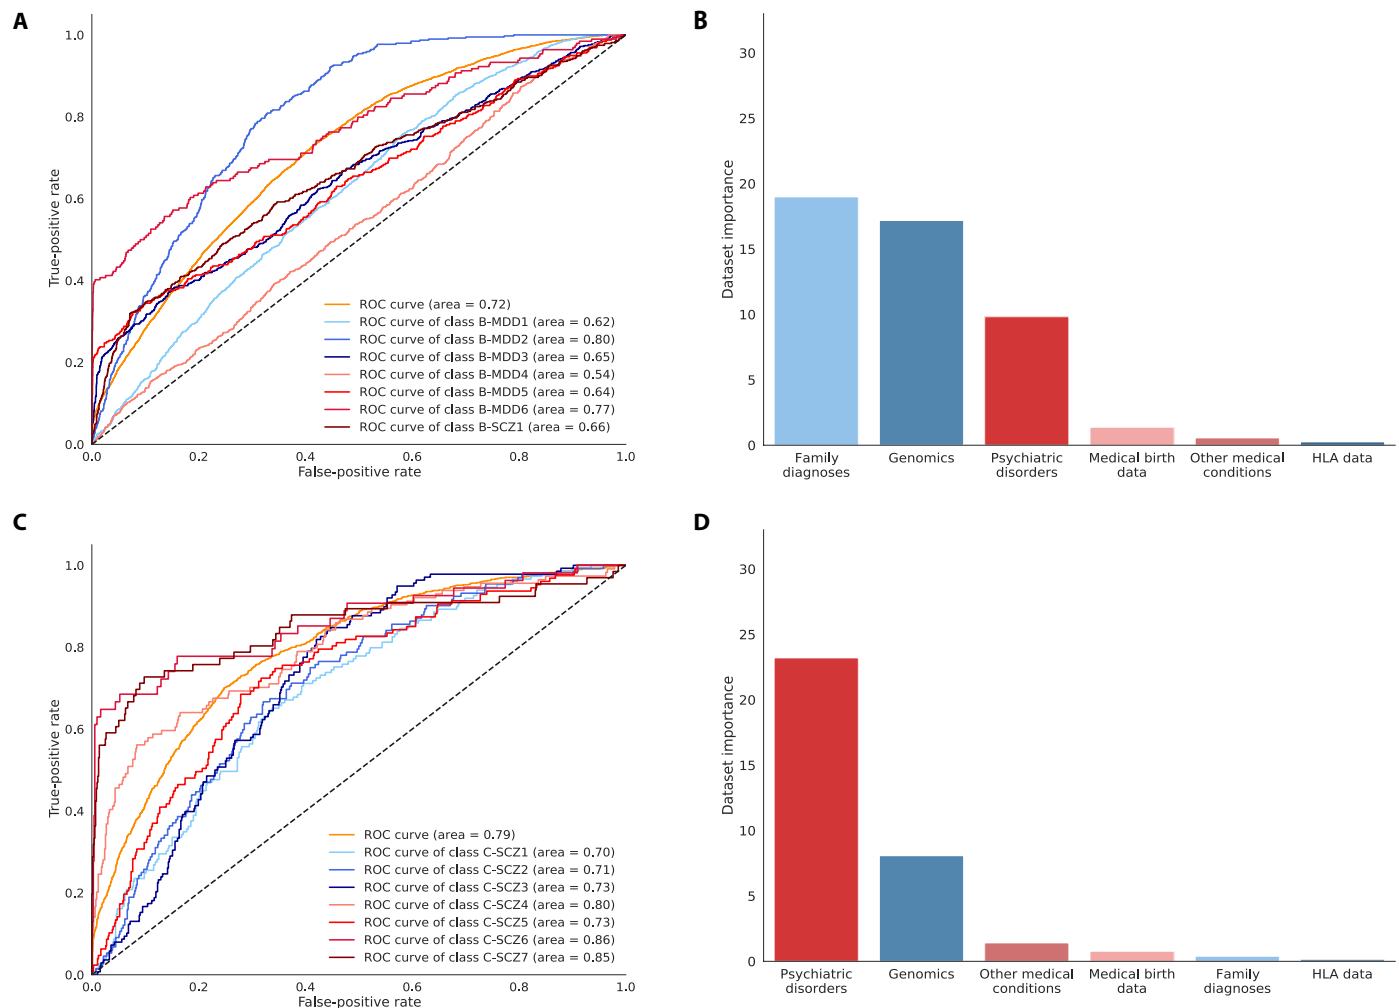 A
1.0
0.8
0.6
0.4
0.2
0.0
True-positive rate
ROC curve (area = 0.72)
ROC curve of class B-MDD1 (area = 0.62)
ROC curve of class B-MDD2 (area = 0.80)
ROC curve of class B-MDD3 (area = 0.65)
ROC curve of class B-MDD4 (area = 0.54)
ROC curve of class B-MDD5 (area = 0.64)
ROC curve of class B-MDD6 (area = 0.77)
ROC curve of class B-SCZ1 (area = 0.66)
0.0 0.2 0.4 0.6 0.8 1.0
False-positive rate
B
30
25
20
15
10
5
0
Dataset importance
Family diagnoses
Genomics
Psychiatric disorders
Medical birth data
Other medical conditions
HLA data
C
1.0
0.8
0.6
0.4
0.2
0.0
True-positive rate
ROC curve (area = 0.79)
ROC curve of class C-SCZ1 (area = 0.70)
ROC curve of class C-SCZ2 (area = 0.71)
ROC curve of class C-SCZ3 (area = 0.73)
ROC curve of class C-SCZ4 (area = 0.80)
ROC curve of class C-SCZ5 (area = 0.73)
ROC curve of class C-SCZ6 (area = 0.86)
ROC curve of class C-SCZ7 (area = 0.85)
0.0 0.2 0.4 0.6 0.8 1.0
False-positive rate
D
30
25
20
15
10
5
0
Dataset importance
Psychiatric disorders
Genomics
Other medical conditions
Medical birth data
Family diagnoses
HLA data